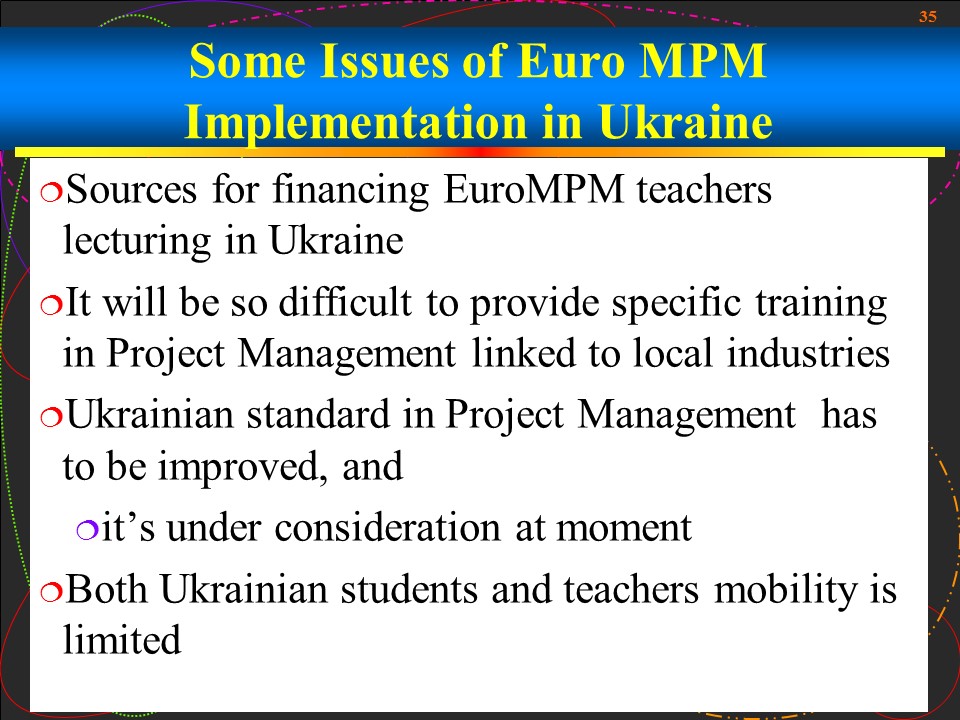 35
Some Issues of Euro MPM
Implementation in Ukraine
Sources for financing EuroMPM teachers
lecturing in Ukraine
It will be so difficult to provide specific training
in Project Management linked to local industries
Ukrainian standard in Project Management  has
to be improved, and
it’s under consideration at moment
Both Ukrainian students and teachers mobility is
limited